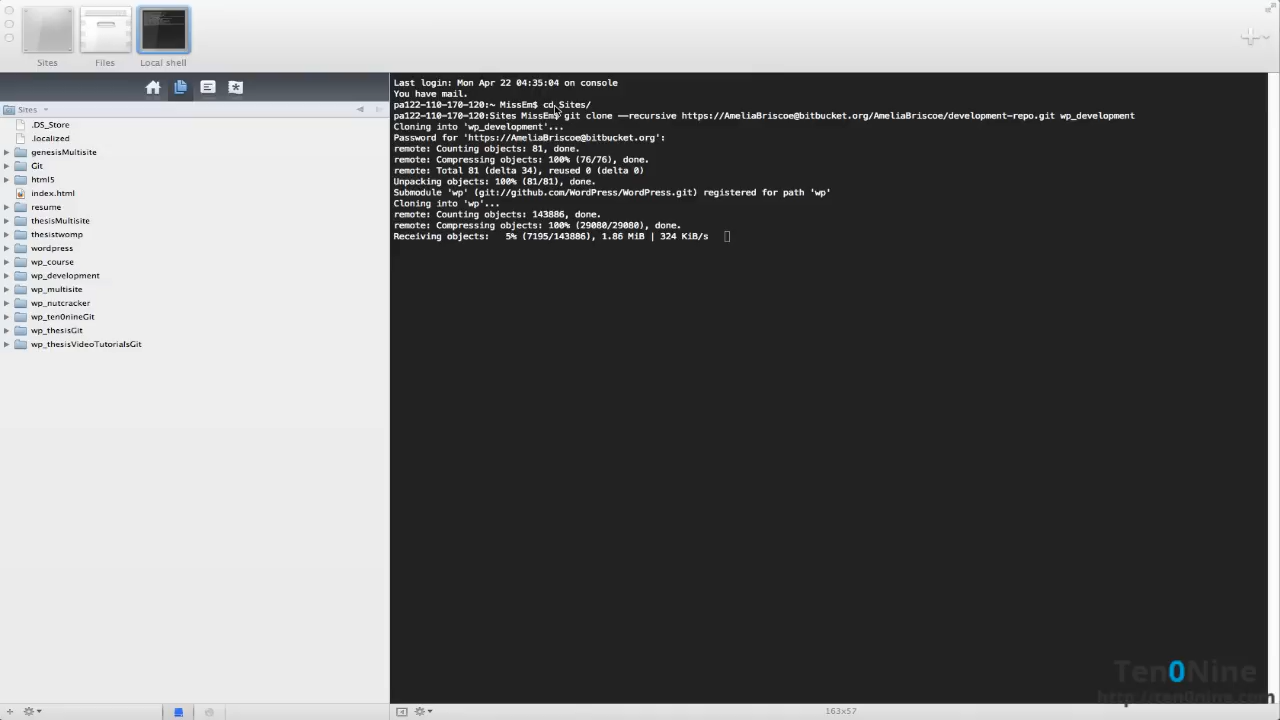 Sites
Files
Local shell
Sites
.DS_Store
.localized
genesisMultisite
Git
html5
index.html
resume
thesisMultisite
thesistwomp
wordpress
wp_course
wp_development
wp_multisite
wp_nutcracker
wp_ten0nineGit
wp_thesisGit
wp_thesisVideoTutorialsGit
Last login: Mon Apr 22 04:35:04 on console
You have mail.
pa122-110-170-120:~ MissEm$ cd Sites/
pa122-110-170-120:Sites MissEm$ git clone --recursive https://AmeliaBriscoe@bitbucket.org/AmeliaBriscoe/development-repo.git wp_development
Cloning into 'wp_development'...
Password for 'https://AmeliaBriscoe@bitbucket.org':
remote: Counting objects: 81, done.
remote: Compressing objects: 100% (76/76), done.
remote: Total 81 (delta 34), reused 0 (delta 0)
Unpacking objects: 100% (81/81), done.
Submodule 'wp' (git://github.com/WordPress/WordPress.git) registered for path 'wp'
Cloning into 'wp'...
remote: Counting objects: 143886, done.
remote: Compressing objects: 100% (29080/29080), done.
Receiving objects:   5% (7195/143886), 1.86 MiB | 324 KiB/s
Ten0Nine
http://ten0nine.com/
163x57